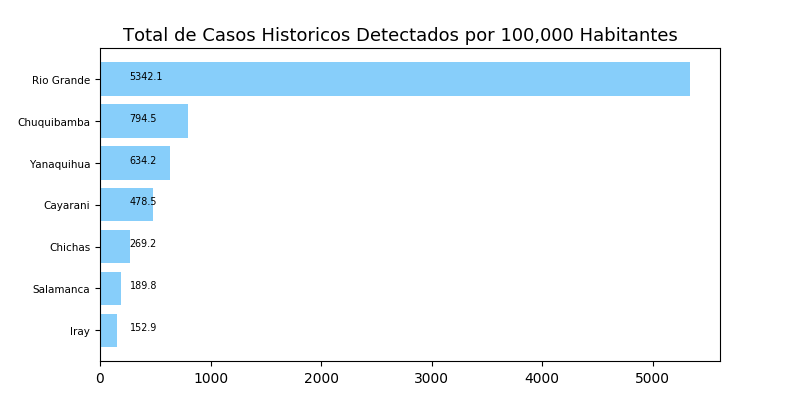 Total de Casos Historicos Detectados por 100,000 Habitantes
Rio Grande 5342.1
Chuquibamba 794.5
Yanaquihua 634.2
Cayarani 478.5
Chichas 269.2
Salamanca 189.8
Iray 152.9
0 1000 2000 3000 4000 5000